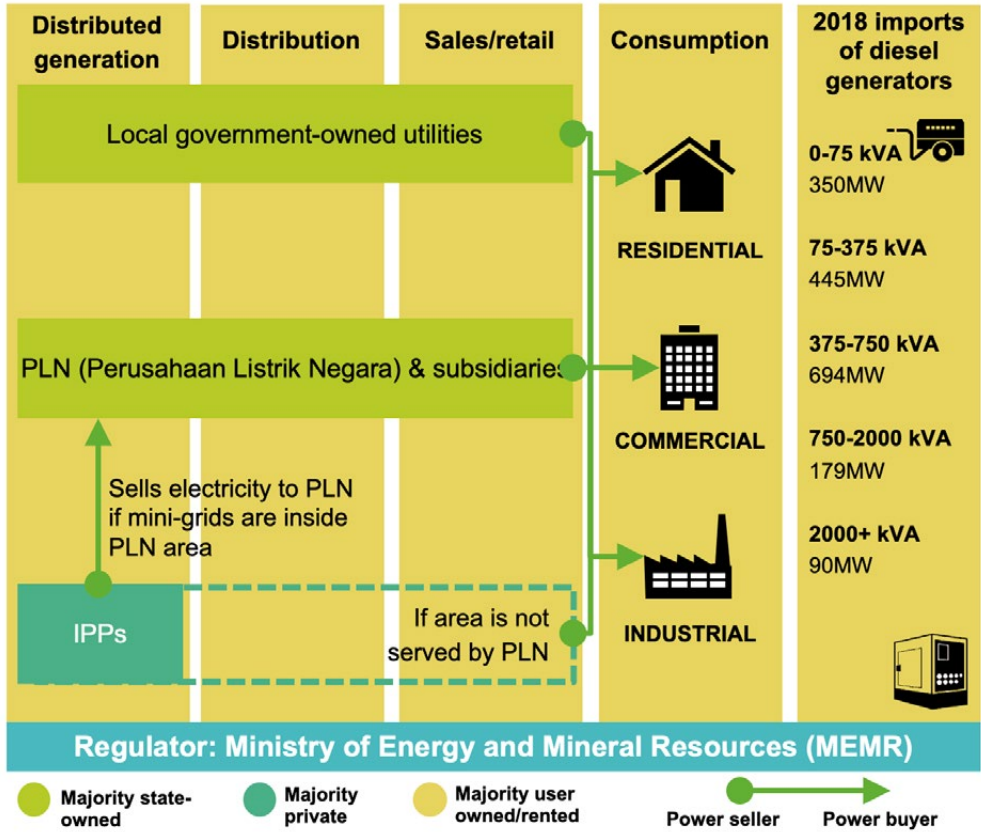 Distributed
generation
Distribution
Sales/retail
Consumption
2018 imports
of diesel
generators
Local government-owned utilities
0-75 kVA
350MW
RESIDENTIAL
75-375 kVA
445MW
PLN (Perusahaan Listrik Negara) & subsidiaries
375-750 kVA
694MW
COMMERCIAL
750-2000 kVA
179MW
Sells electricity to PLN
if mini-grids are inside
PLN area
2000+ kVA
90MW
IPPs
If area is not
served by PLN
INDUSTRIAL
Regulator: Ministry of Energy and Mineral Resources (MEMR)
Majority state-
owned
Majority
private
Majority user
owned/rented
Power seller
Power buyer